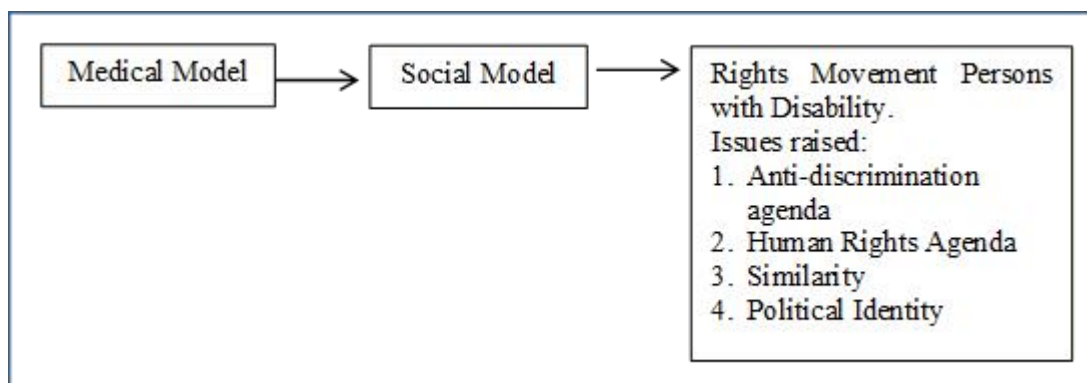 Medical Model
Social Model
Rights Movement Persons
with Disability.
Issues raised:
1. Anti-discrimination
agenda
2. Human Rights Agenda
3. Similarity
4. Political Identity